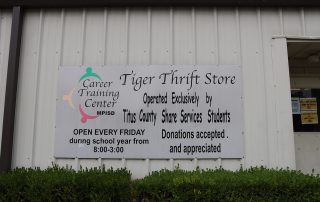 Career
Training
Center
MPISD
OPEN EVERY FRIDAY
during school year from
8:00-3:00
Tiger Thrift Store
Operated Exclusively by
Titus County Share Services Students
Donations accepted .
and appreciated